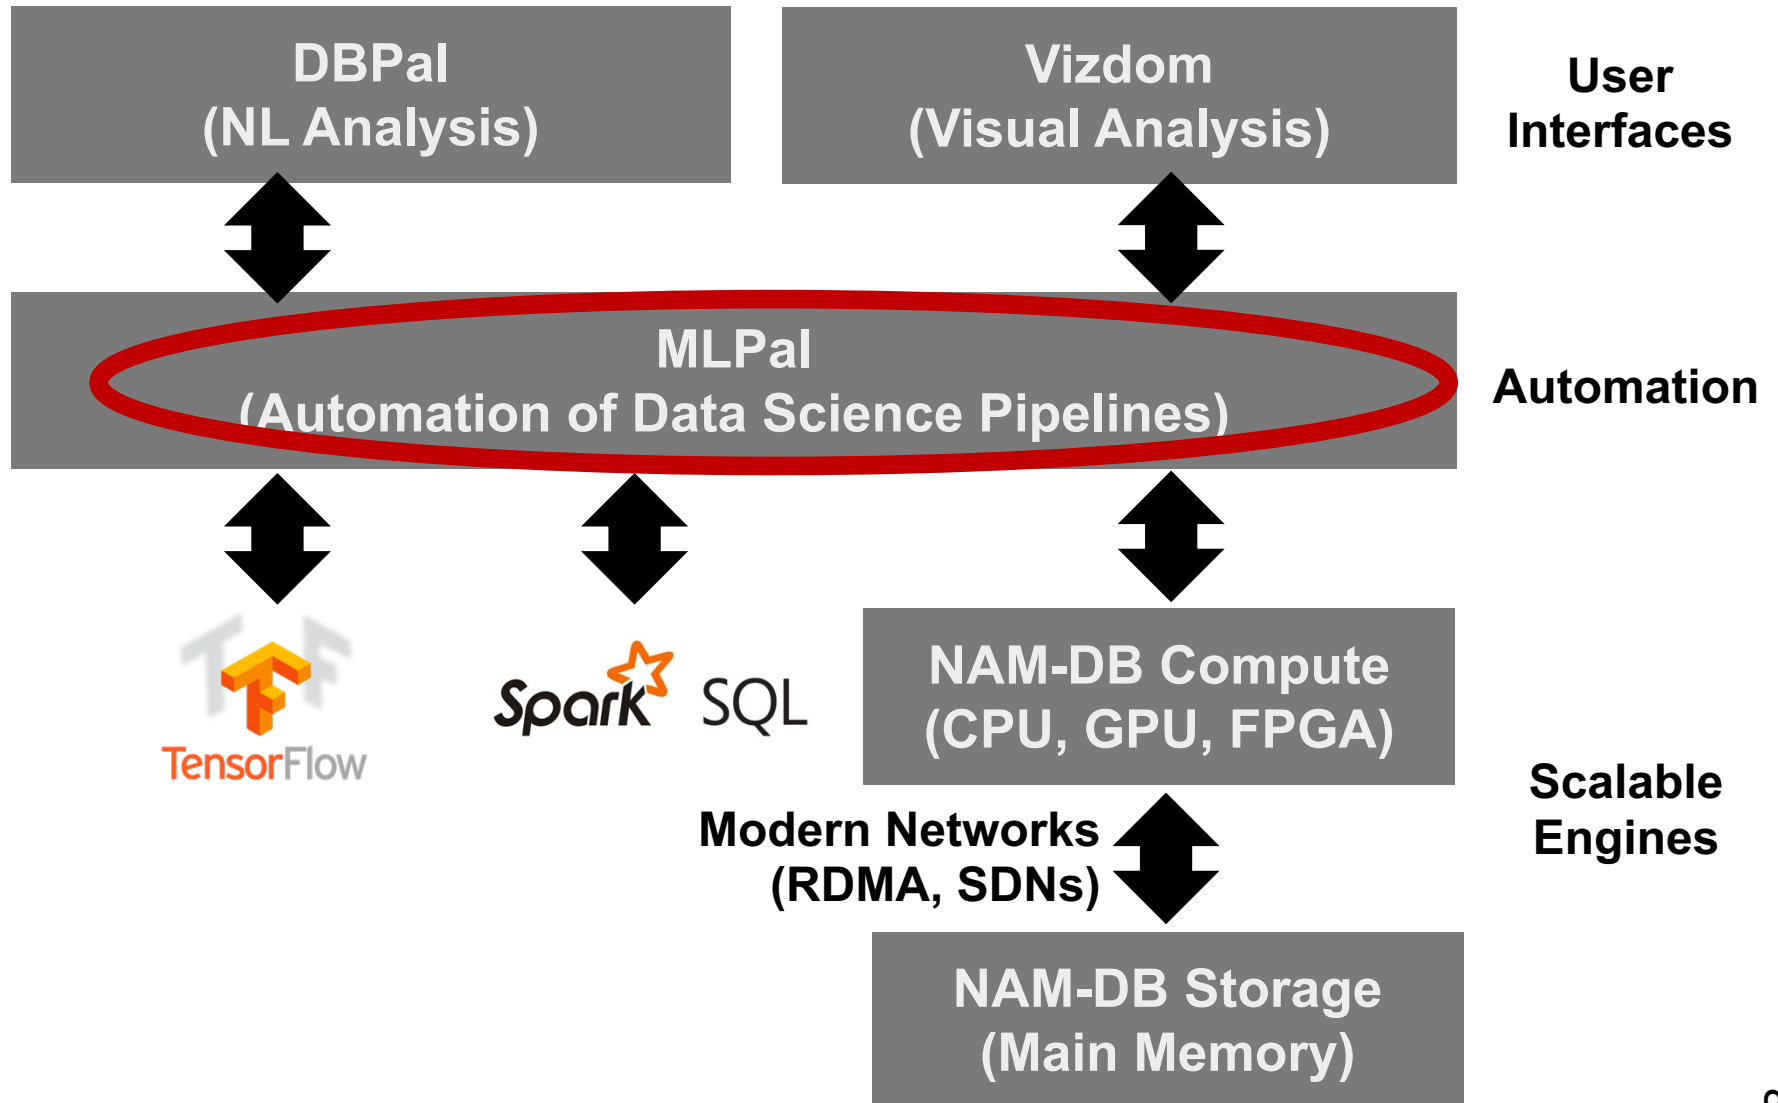 DBPal
(NL Analysis)
Vizdom
(Visual Analysis)
User
Interfaces
MLPal
(Automation of Data Science Pipelines)
Automation
TensorFlow
Spark SQL
NAM-DB Compute
(CPU, GPU, FPGA)
Scalable
Engines
Modern Networks
(RDMA, SDNs)
NAM-DB Storage
(Main Memory)